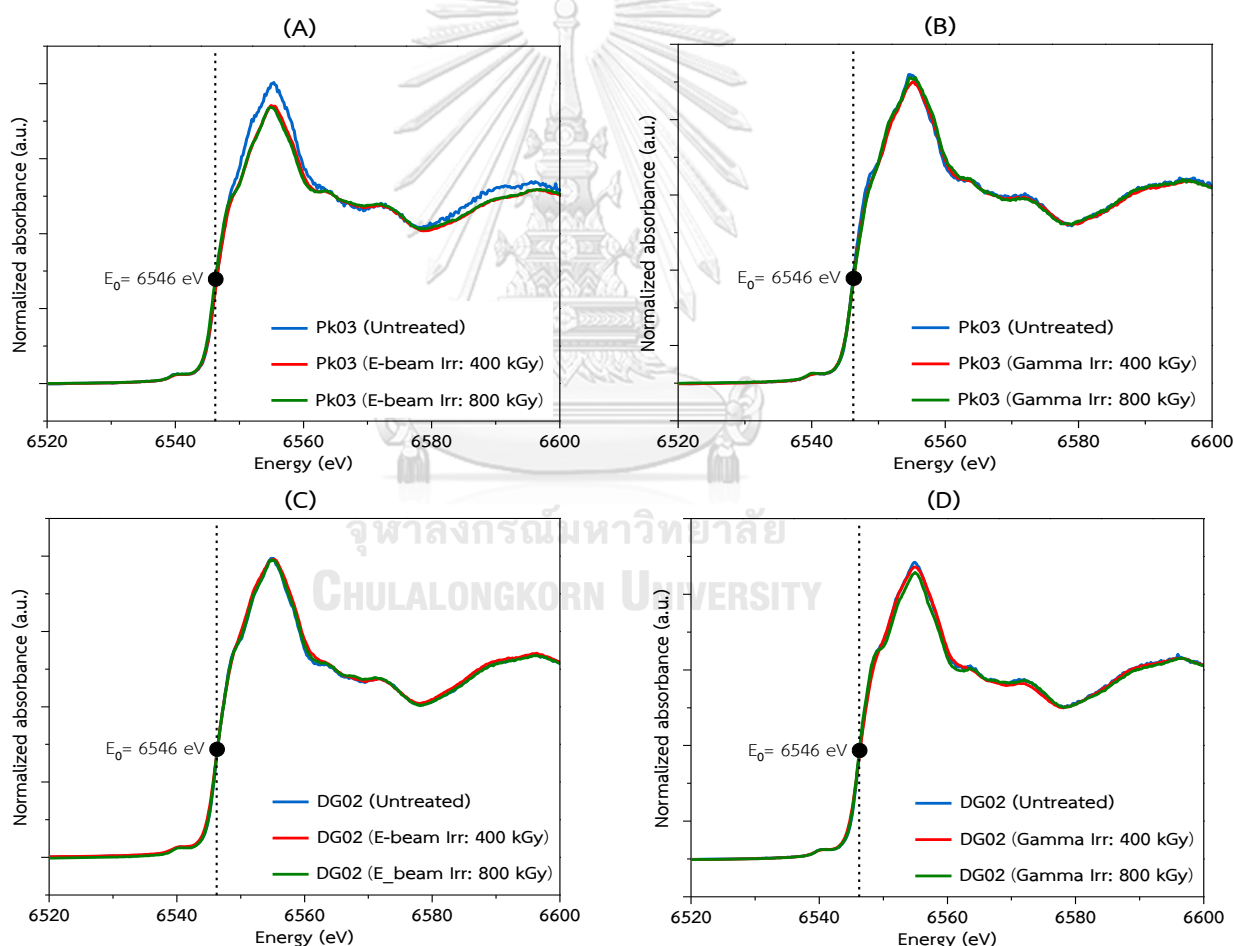 (A)
Normalized absorbance (a.u.)
E₀= 6546 eV
Pk03 (Untreated)
Pk03 (E-beam Irr: 400 kGy)
Pk03 (E-beam Irr: 800 kGy)
6520 6540 6560 6580 6600
Energy (eV)
(B)
Normalized absorbance (a.u.)
E₀= 6546 eV
Pk03 (Untreated)
Pk03 (Gamma Irr: 400 kGy)
Pk03 (Gamma Irr: 800 kGy)
6520 6540 6560 6580 6600
Energy (eV)
จุฬาลงกรณ์มหาวิทยาลัย
CHULALONGKORN UNIVERSITY
(C)
Normalized absorbance (a.u.)
E₀= 6546 eV
DG02 (Untreated)
DG02 (E-beam Irr: 400 kGy)
DG02 (E_beam Irr: 800 kGy)
6520 6540 6560 6580 6600
Energy (eV)
(D)
Normalized absorbance (a.u.)
E₀= 6546 eV
DG02 (Untreated)
DG02 (Gamma Irr: 400 kGy)
DG02 (Gamma Irr: 800 kGy)
6520 6540 6560 6580 6600
Energy (eV)